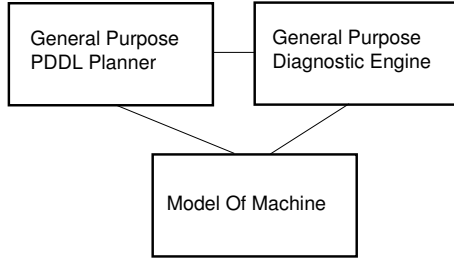 General Purpose
PDDL Planner
General Purpose
Diagnostic Engine
Model Of Machine